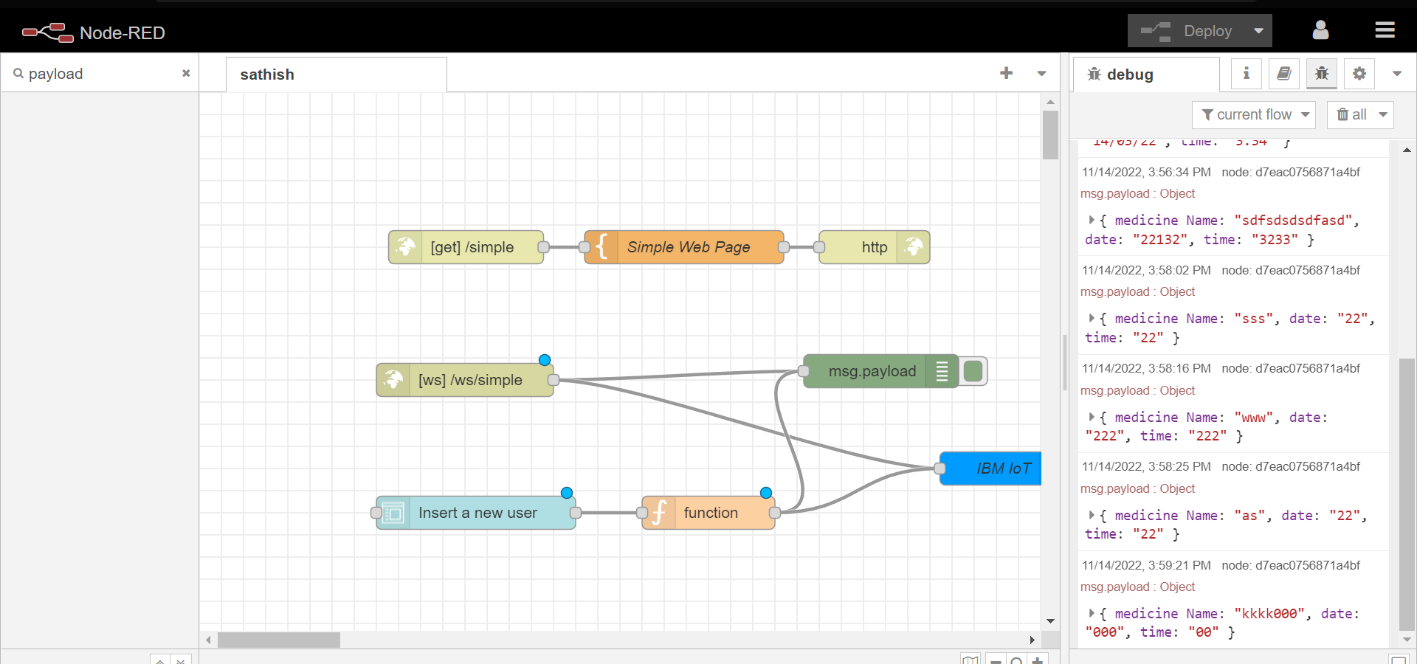 Node-RED
Deploy
payload
sathish
debug
current flow
all
[get] /simple
Simple Web Page
http
[ws] /ws/simple
msg.payload
IBM IoT
Insert a new user
function
14/03/22", time: "3.34" }
11/14/2022, 3:56:34 PM node: d7eac0756871a4bf
msg.payload : Object
{ medicine Name: "sdfsdsdsdfasd",
date: "22132", time: "3233" }
11/14/2022, 3:58:02 PM node: d7eac0756871a4bf
msg.payload : Object
{ medicine Name: "sss", date: "22",
time: "22" }
11/14/2022, 3:58:16 PM node: d7eac0756871a4bf
msg.payload : Object
{ medicine Name: "www", date:
"222", time: "222" }
11/14/2022, 3:58:25 PM node: d7eac0756871a4bf
msg.payload : Object
{ medicine Name: "as", date: "22",
time: "22" }
11/14/2022, 3:59:21 PM node: d7eac0756871a4bf
msg.payload : Object
{ medicine Name: "kkkk000", date:
"000", time: "00" }